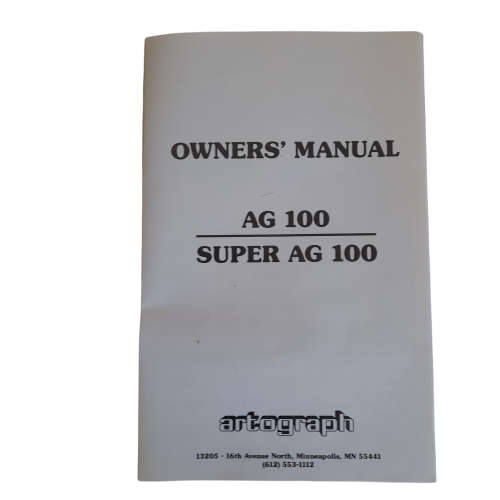 OWNERS' MANUAL
AG 100
SUPER AG 100
artograph
13205 - 16th Avenue North, Minneapolis, MN 55441
(612) 553-1112